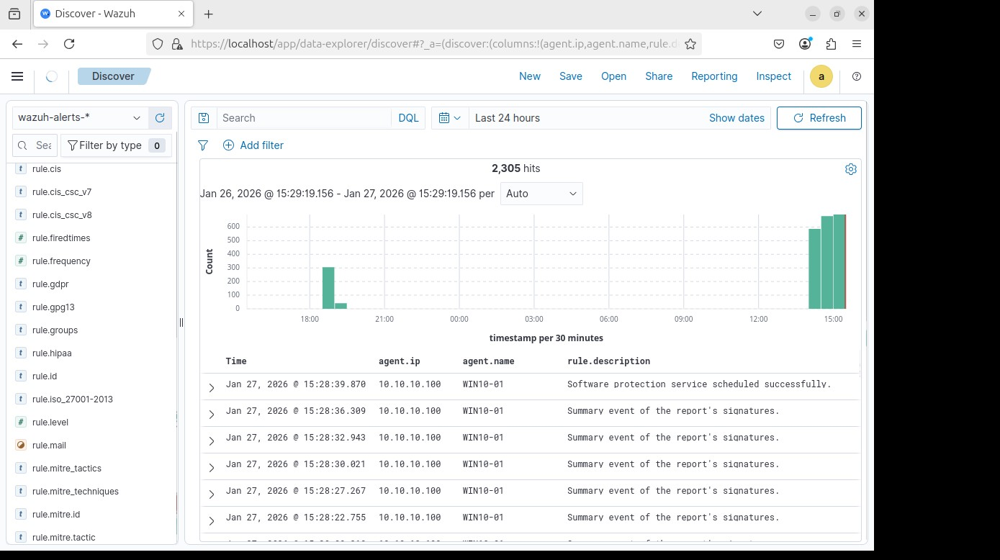 Discover - Wazuh
https://localhost/app/data-explorer/discover#?_a=(discover:(columns:!(agent.ip,agent.name,rule.d
Discover
New Save Open Share Reporting Inspect
a
wazuh-alerts-*
Search DQL
Last 24 hours
Show dates
Refresh
Sea
Filter by type 0
Add filter
rule.cis
rule.cis_csc_v7
rule.cis_csc_v8
rule.firedtimes
rule.frequency
rule.gdpr
rule.gpg13
rule.groups
rule.hipaa
rule.id
rule.iso_27001-2013
rule.level
rule.mail
rule.mitre_tactics
rule.mitre_techniques
rule.mitre.id
rule.mitre.tactic
2,305 hits
Jan 26, 2026 @ 15:29:19.156 - Jan 27, 2026 @ 15:29:19.156 per Auto
Count
600
500
400
300
200
100
0
18:00 21:00 00:00 03:00 06:00 09:00 12:00 15:00
timestamp per 30 minutes
Time agent.ip agent.name rule.description
Jan 27, 2026 @ 15:28:39.870 10.10.10.100 WIN10-01 Software protection service scheduled successfully.
Jan 27, 2026 @ 15:28:36.309 10.10.10.100 WIN10-01 Summary event of the report's signatures.
Jan 27, 2026 @ 15:28:32.943 10.10.10.100 WIN10-01 Summary event of the report's signatures.
Jan 27, 2026 @ 15:28:30.021 10.10.10.100 WIN10-01 Summary event of the report's signatures.
Jan 27, 2026 @ 15:28:27.267 10.10.10.100 WIN10-01 Summary event of the report's signatures.
Jan 27, 2026 @ 15:28:22.755 10.10.10.100 WIN10-01 Summary event of the report's signatures.